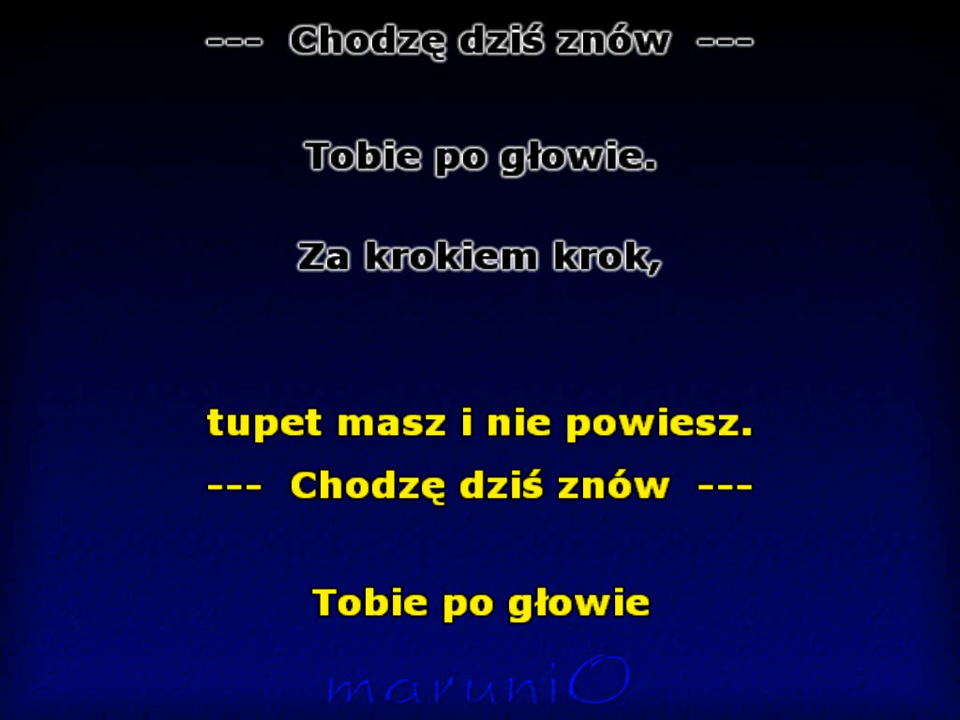 --- Chodzę dziś znów ---
Tobie po głowie.
Za krokiem krok,
tupet masz i nie powiesz.
--- Chodzę dziś znów ---
Tobie po głowie
maruniO